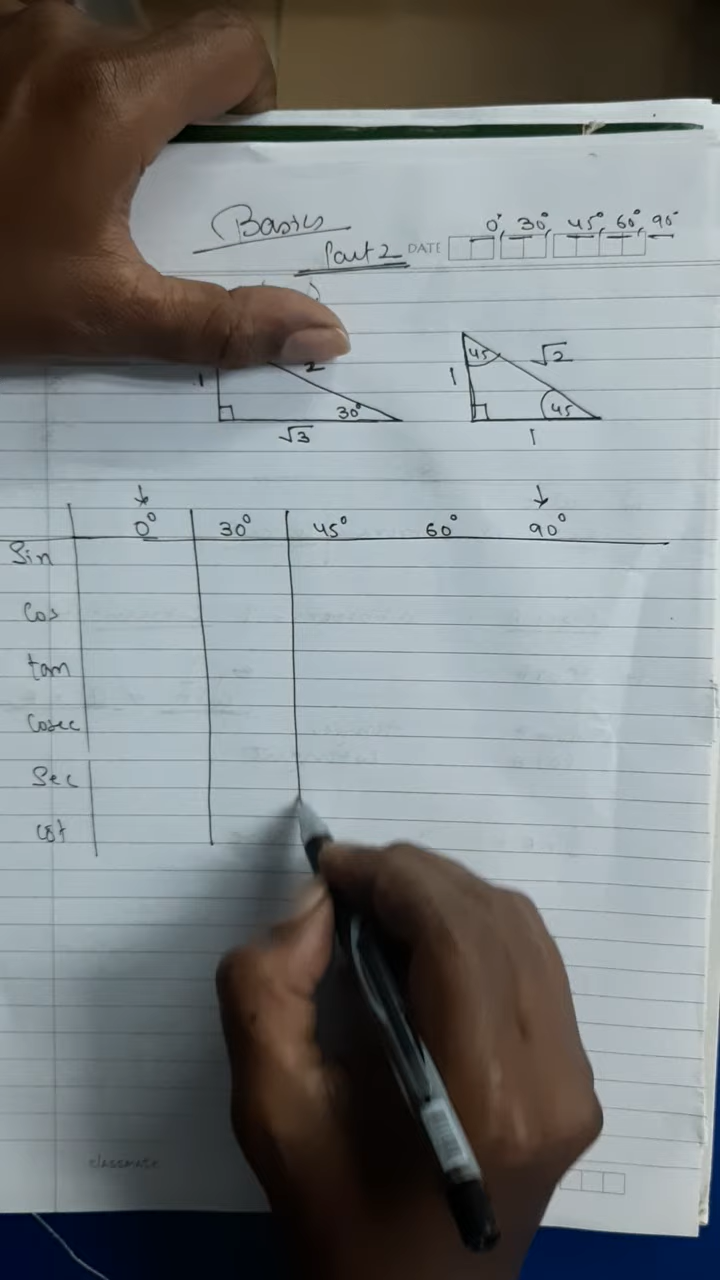 Basics
Part 2
DATE
0°, 30°, 45°, 60°, 90°
1 2 30° √3
45 √2 1 45 1
0° 30° 45° 60° 90°
Sin
Cos
tan
Cosec
Sec
cot
classmate